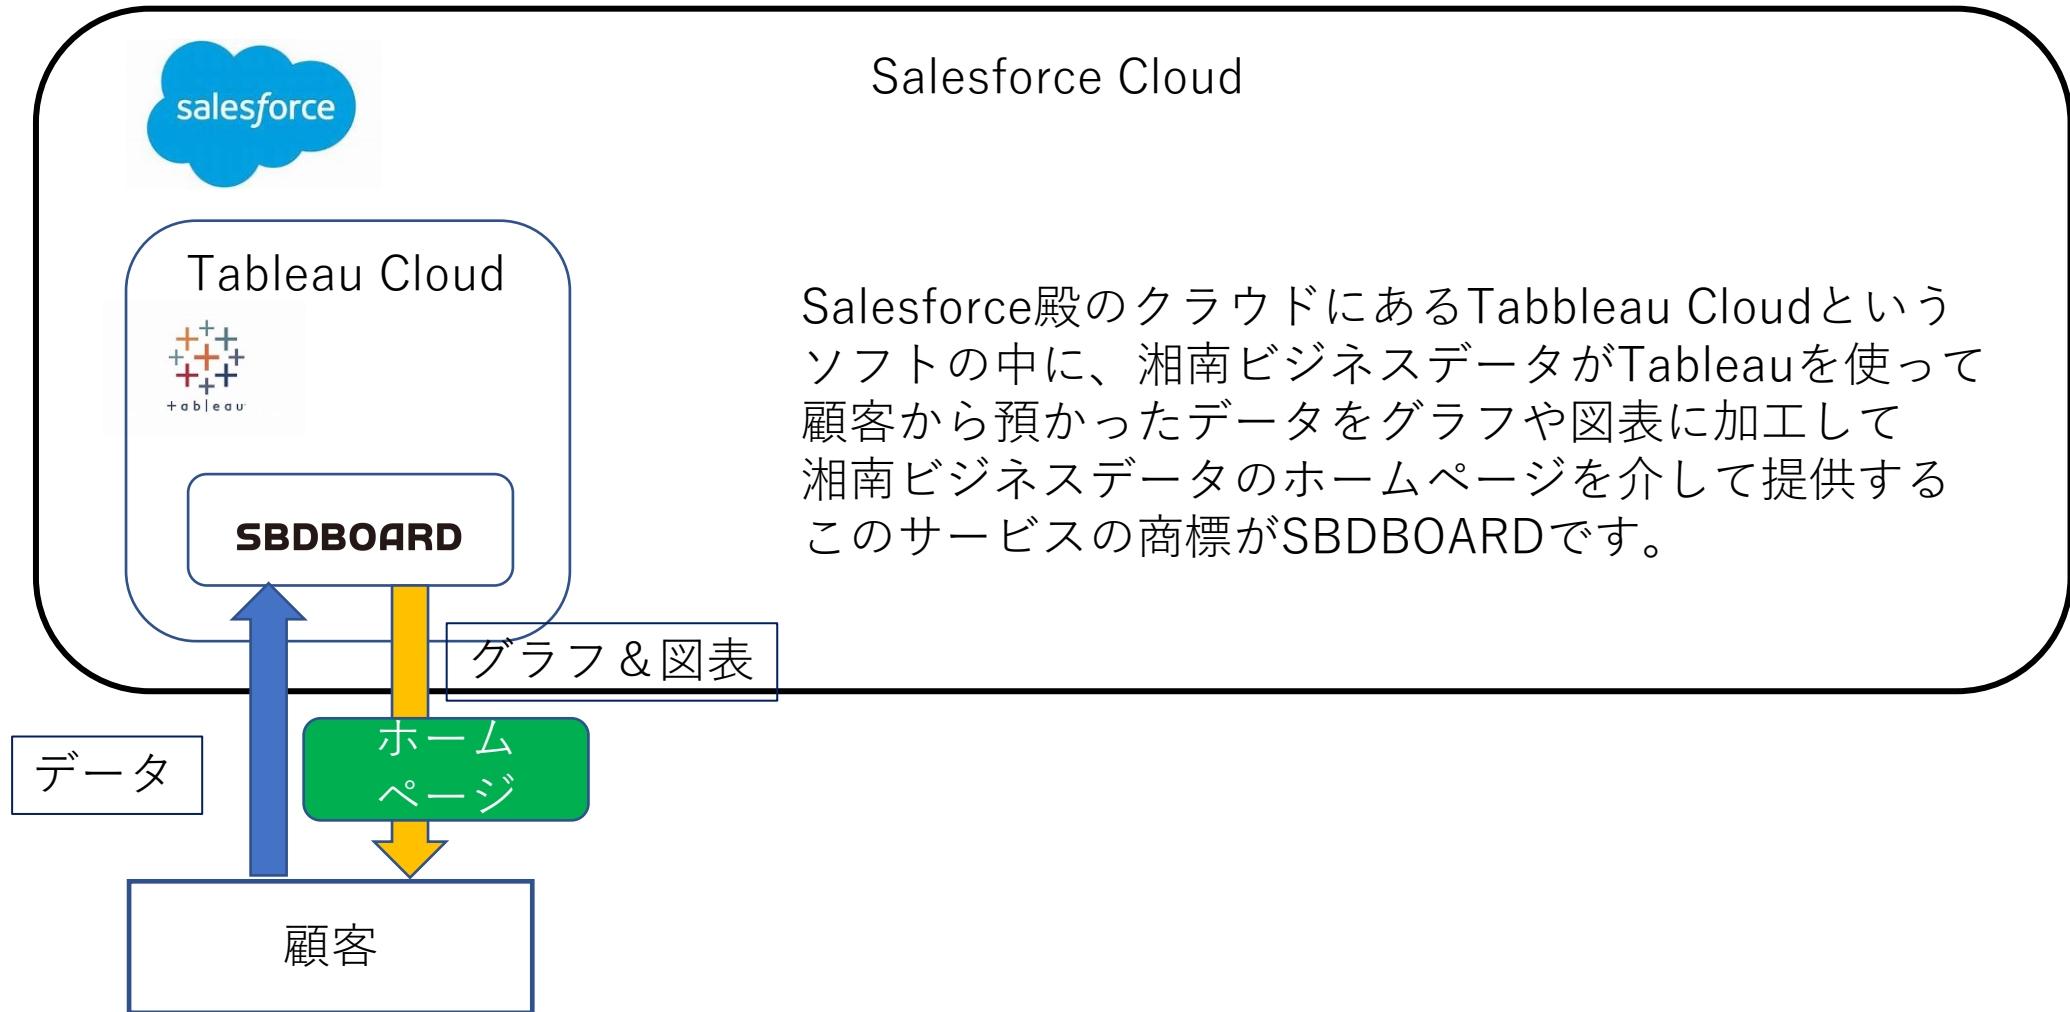 Salesforce Cloud
salesforce
Tableau Cloud
+ableau
SBDBOARD
Salesforce殿のクラウドにあるTabbleau Cloudという
ソフトの中に、湘南ビジネスデータがTableauを使って
顧客から預かったデータをグラフや図表に加工して
湘南ビジネスデータのホームページを介して提供する
このサービスの商標がSBDBOARDです。
グラフ＆図表
データ
ホーム
ページ
顧客